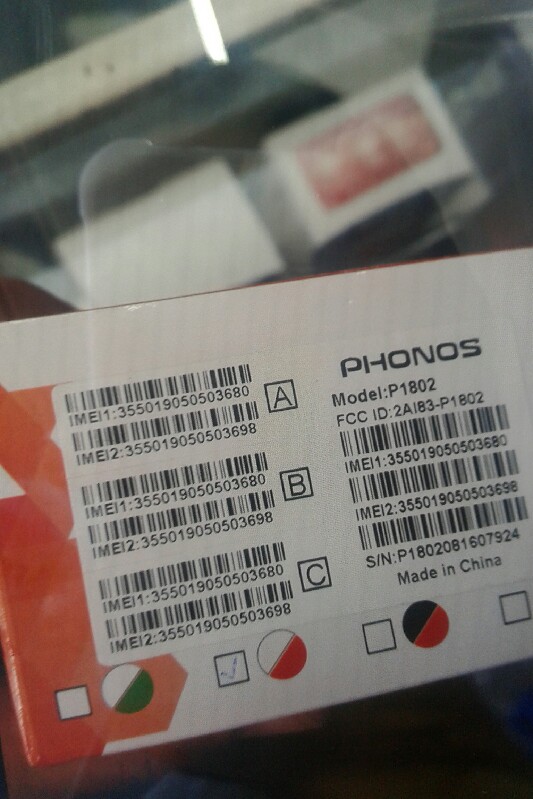 IMEI1:355019050503680
IMEI2:355019050503698
A
IMEI1:355019050503680
IMEI2:355019050503698
B
IMEI1:355019050503680
IMEI2:355019050503698
C
PHONOS
Model:P1802
FCC ID:2AI83-P1802
IMEI1:355019050503680
IMEI2:355019050503698
S/N:P1802081607924
Made in China